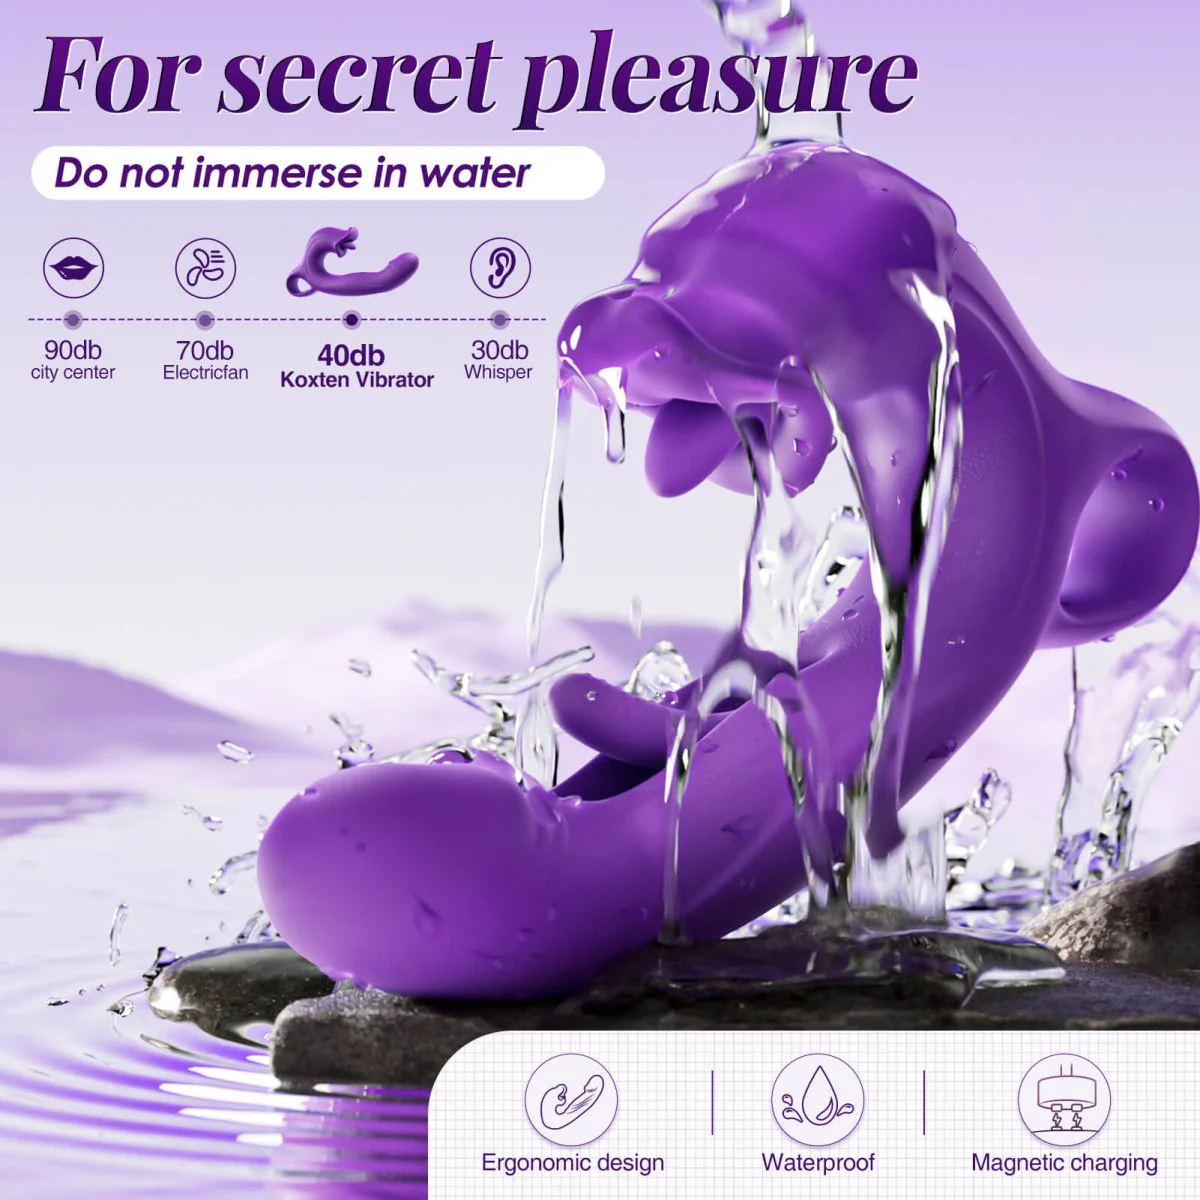 For secret pleasure
Do not immerse in water
90db
city center
70db
Electricfan
40db
Koxten Vibrator
30db
Whisper
Ergonomic design
Waterproof
Magnetic charging